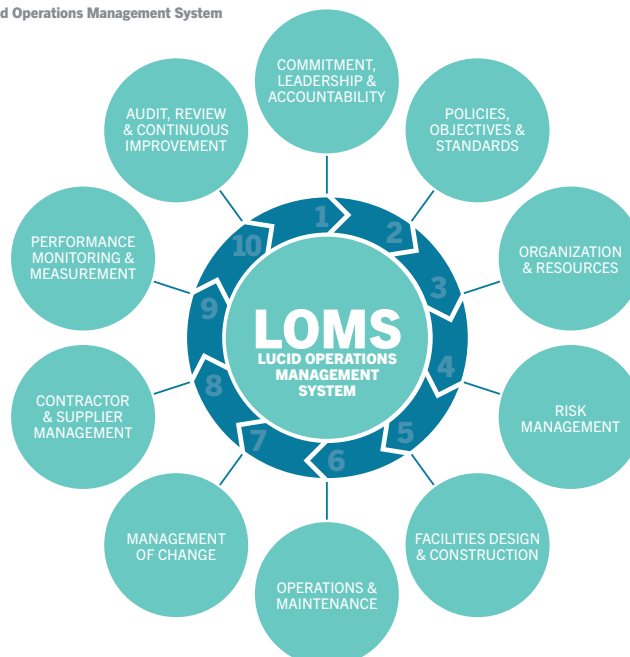 d Operations Management System
COMMITMENT,
LEADERSHIP &
ACCOUNTABILITY
POLICIES,
OBJECTIVES &
STANDARDS
ORGANIZATION
& RESOURCES
RISK
MANAGEMENT
FACILITIES DESIGN
& CONSTRUCTION
OPERATIONS &
MAINTENANCE
MANAGEMENT
OF CHANGE
CONTRACTOR
& SUPPLIER
MANAGEMENT
PERFORMANCE
MONITORING &
MEASUREMENT
AUDIT, REVIEW
& CONTINUOUS
IMPROVEMENT
1
2
3
4
5
6
7
8
9
10
LOMS
LUCID OPERATIONS
MANAGEMENT
SYSTEM